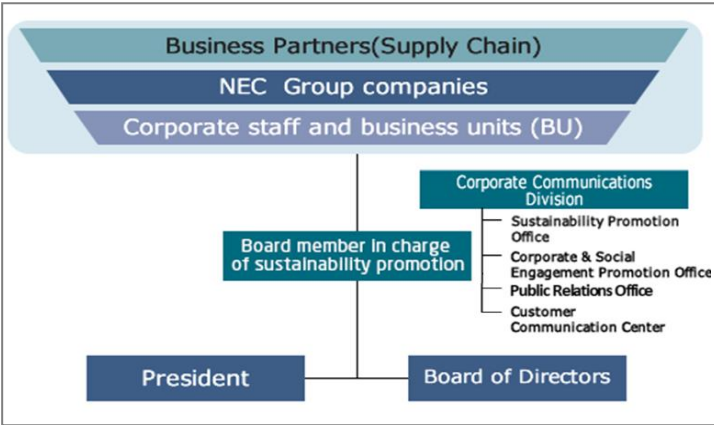 Business Partners(Supply Chain)
NEC Group companies
Corporate staff and business units (BU)
Corporate Communications
Division
Sustainability Promotion
Office
Corporate & Social
Engagement Promotion Office
Public Relations Office
Customer
Communication Center
Board member in charge
of sustainability promotion
President
Board of Directors